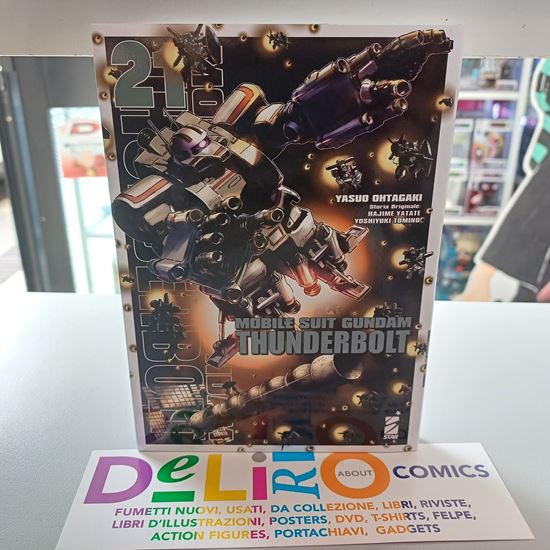 21
YASUO OHTAGAKI
Storia Originale:
HAJIME YATATE
YOSHIYUKI TOMINO
MOBILE SUIT GUNDAM
THUNDERBOLT
STAR
DeLiRiO ABOUT COMICS
FUMETTI NUOVI, USATI, DA COLLEZIONE, LIBRI, RIVISTE,
LIBRI D'ILLUSTRAZIONI, POSTERS, DVD, T-SHIRTS, FELPE,
ACTION FIGURES, PORTACHIAVI, GADGETS